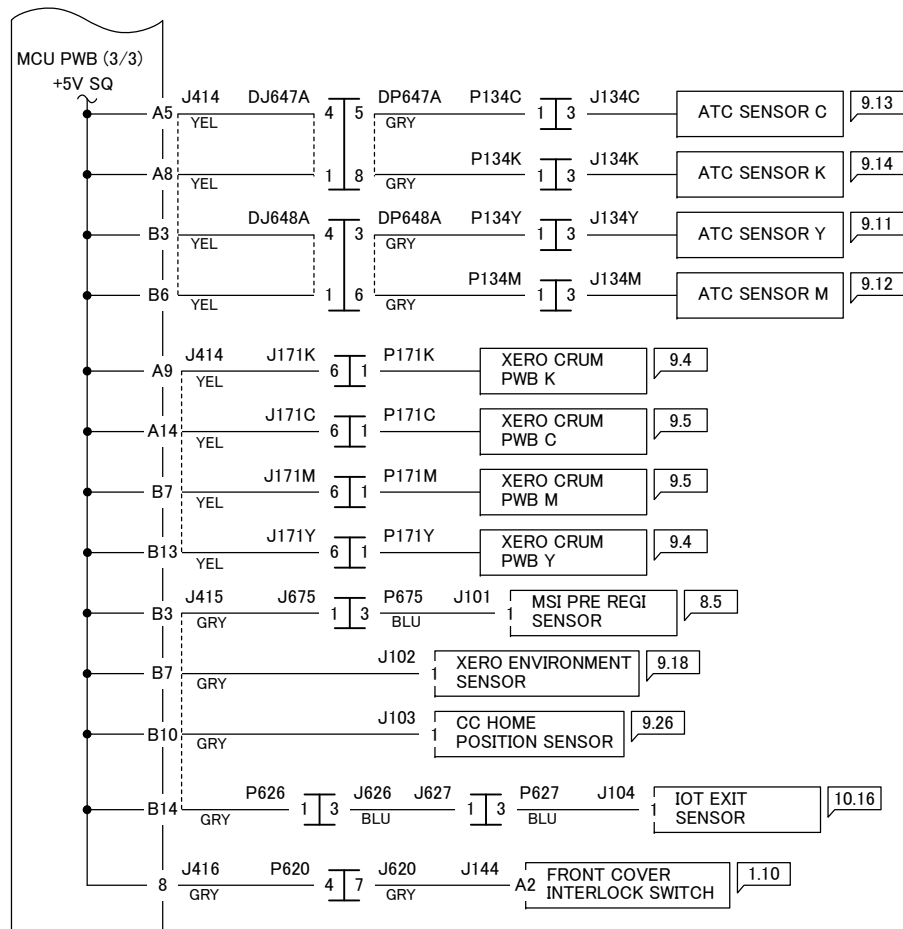 MCU PWB (3/3)
+5V SQ
A5 J414 YEL DJ647A 4 5 DP647A GRY P134C 1 3 J134C ATC SENSOR C 9.13
A8 YEL 1 8 GRY P134K 1 3 J134K ATC SENSOR K 9.14
B3 YEL DJ648A 4 3 DP648A GRY P134Y 1 3 J134Y ATC SENSOR Y 9.11
B6 YEL 1 6 GRY P134M 1 3 J134M ATC SENSOR M 9.12
A9 J414 YEL J171K 6 1 P171K XERO CRUM PWB K 9.4
A14 YEL J171C 6 1 P171C XERO CRUM PWB C 9.5
B7 YEL J171M 6 1 P171M XERO CRUM PWB M 9.5
B13 YEL J171Y 6 1 P171Y XERO CRUM PWB Y 9.4
B3 J415 GRY J675 1 3 P675 BLU J101 1 MSI PRE REGI SENSOR 8.5
B7 GRY J102 1 XERO ENVIRONMENT SENSOR 9.18
B10 GRY J103 1 CC HOME POSITION SENSOR 9.26
B14 GRY P626 1 3 J626 BLU J627 1 3 P627 BLU J104 1 IOT EXIT SENSOR 10.16
8 J416 GRY P620 4 7 J620 GRY J144 A2 FRONT COVER INTERLOCK SWITCH 1.10